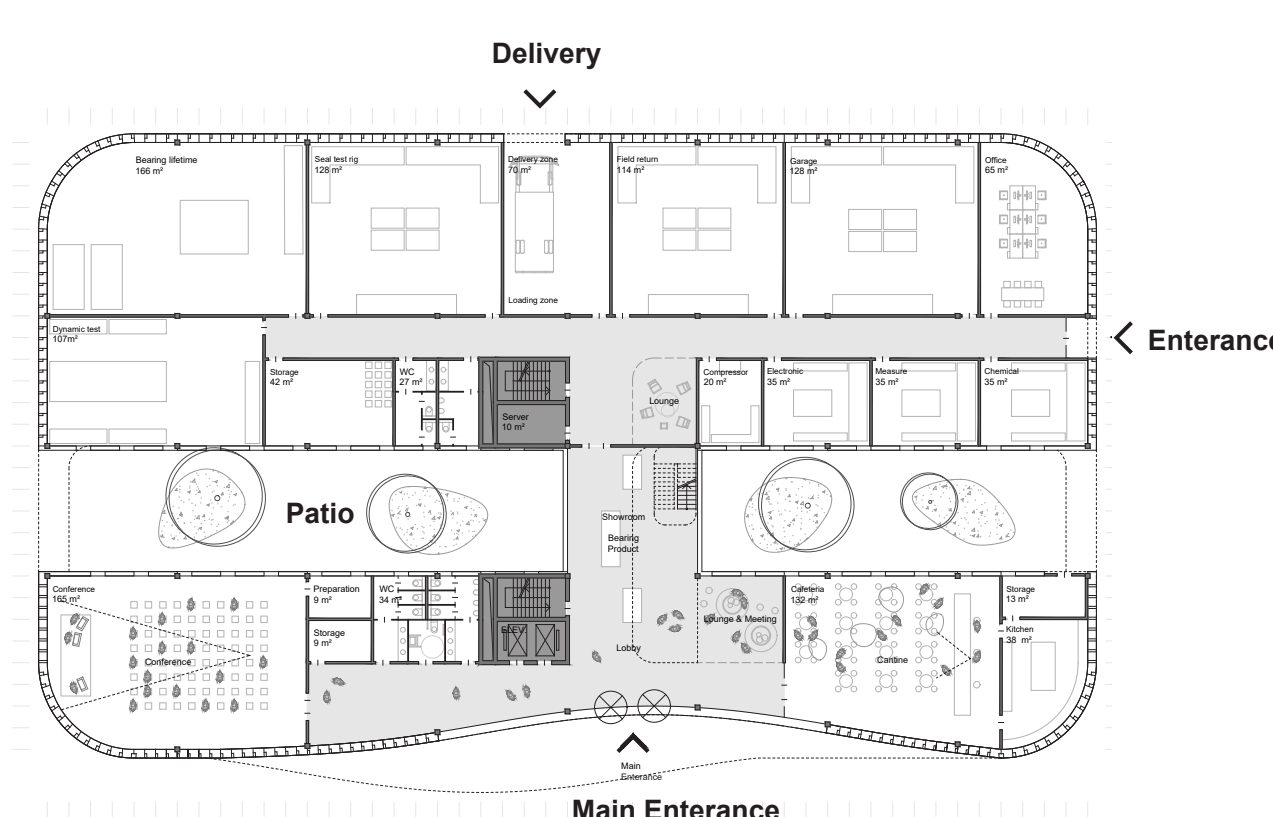 Delivery
Bearing lifetime
166 m²
Seal test rig
128 m²
Delivery zone
70 m²
Field return
114 m²
Garage
128 m²
Office
65 m²
Loading zone
Enterance
Dynamic test
107m²
Storage
42 m²
WC
27 m²
Server
10 m²
Lounge
Compressor
20 m²
Electronic
35 m²
Measure
35 m²
Chemical
35 m²
Patio
Showroom
Bearing
Product
Conference
165 m²
Preparation
9 m²
WC
34 m²
Storage
9 m²
ELEV.
Conference
Lobby
Lounge & Meeting
Cafeteria
132 m²
Cantine
Storage
13 m²
Kitchen
38 m²
Main
Enterance
Main Enterance